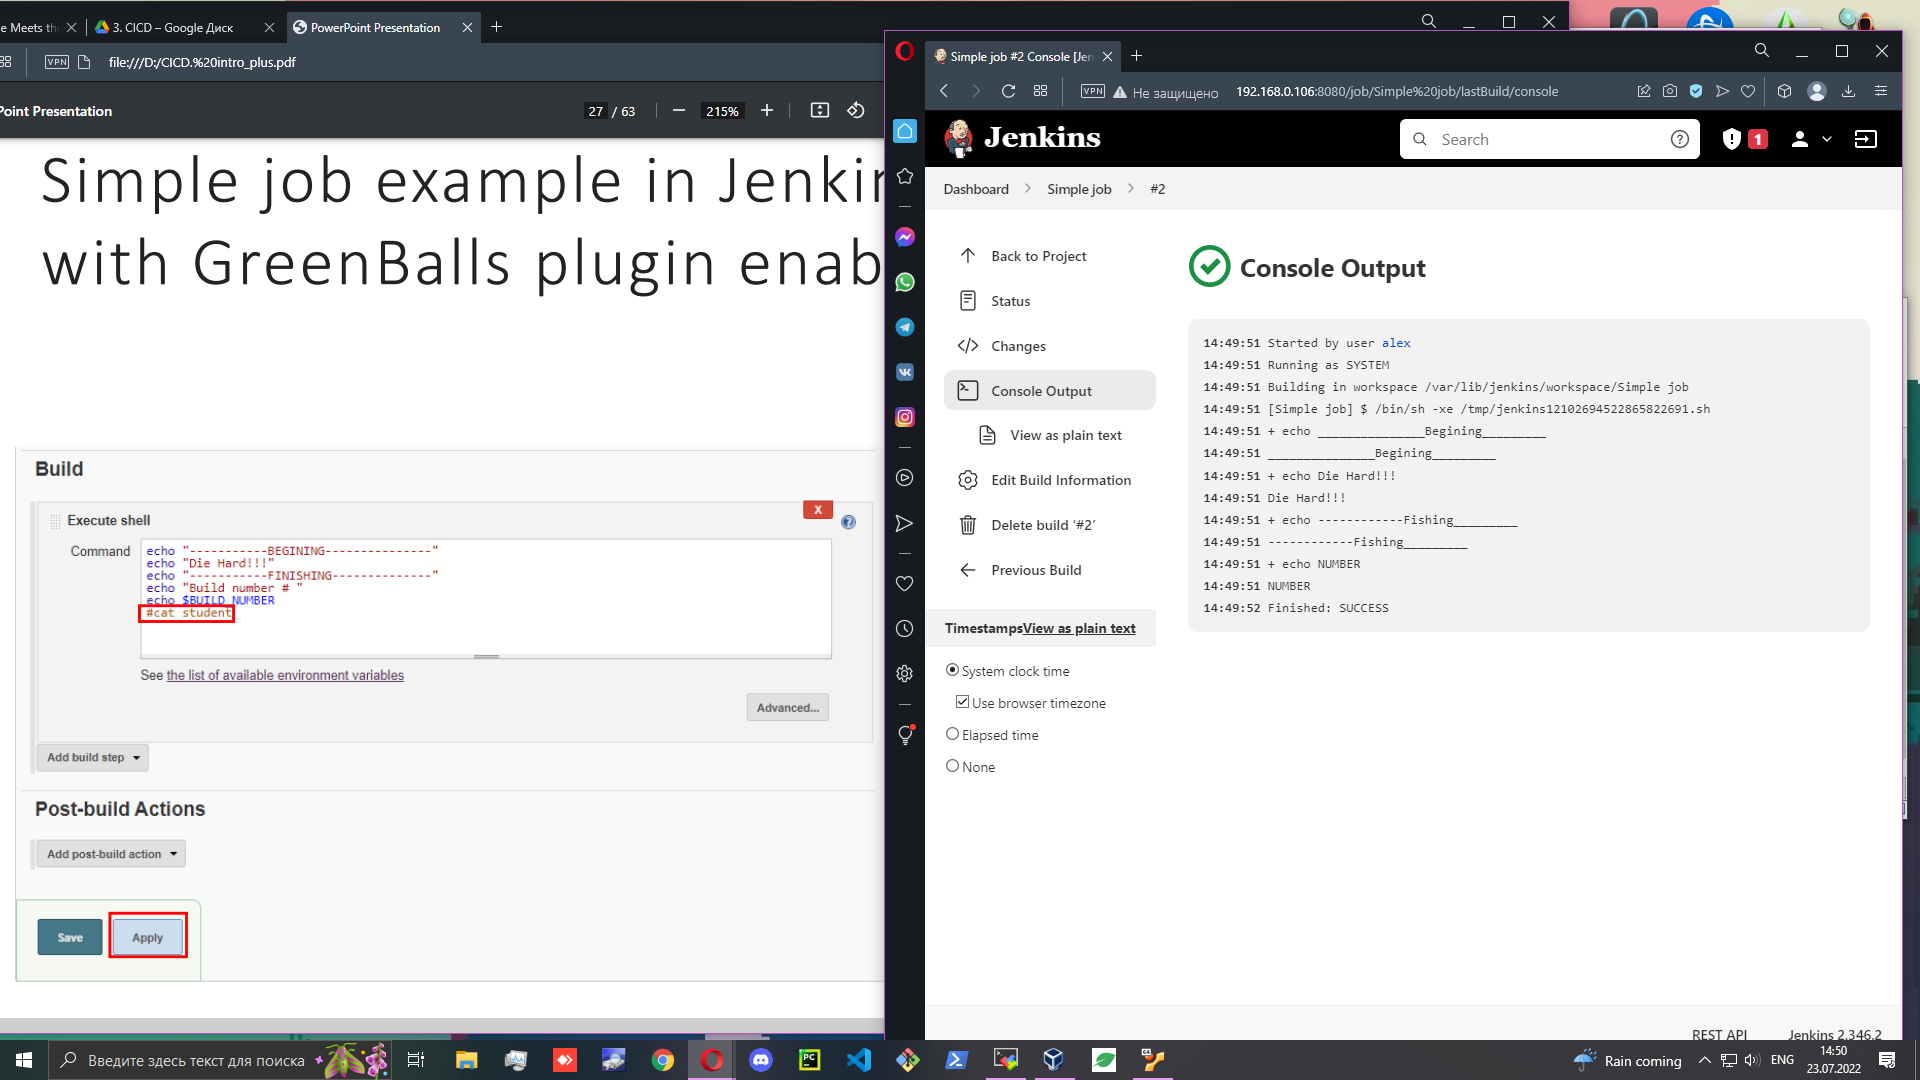 e Meets th
3. CICD – Google Диск
PowerPoint Presentation
VPN
file:///D:/CICD.%20intro_plus.pdf
Point Presentation
27 / 63
215%
Simple job example in Jenkin
with GreenBalls plugin enab
Build
Execute shell
X
?
Command
echo "-----------BEGINING---------------"
echo "Die Hard!!!"
echo "-----------FINISHING--------------"
echo "Build number # "
echo $BUILD_NUMBER
#cat student
See the list of available environment variables
Advanced...
Add build step
Post-build Actions
Add post-build action
Save
Apply
Simple job #2 Console [Jen
VPN
Не защищено
192.168.0.106:8080/job/Simple%20job/lastBuild/console
Jenkins
Search
?
1
Dashboard
Simple job
#2
Back to Project
Status
Changes
Console Output
View as plain text
Edit Build Information
Delete build ‘#2’
Previous Build
TimestampsView as plain text
System clock time
Use browser timezone
Elapsed time
None
Console Output
14:49:51 Started by user alex
14:49:51 Running as SYSTEM
14:49:51 Building in workspace /var/lib/jenkins/workspace/Simple job
14:49:51 [Simple job] $ /bin/sh -xe /tmp/jenkins12102694522865822691.sh
14:49:51 + echo _______________Begining_________
14:49:51 _______________Begining_________
14:49:51 + echo Die Hard!!!
14:49:51 Die Hard!!!
14:49:51 + echo ------------Fishing_________
14:49:51 ------------Fishing_________
14:49:51 + echo NUMBER
14:49:51 NUMBER
14:49:52 Finished: SUCCESS
REST API
Jenkins 2.346.2
Введите здесь текст для поиска
PC
Rain coming
ENG
14:50
23.07.2022